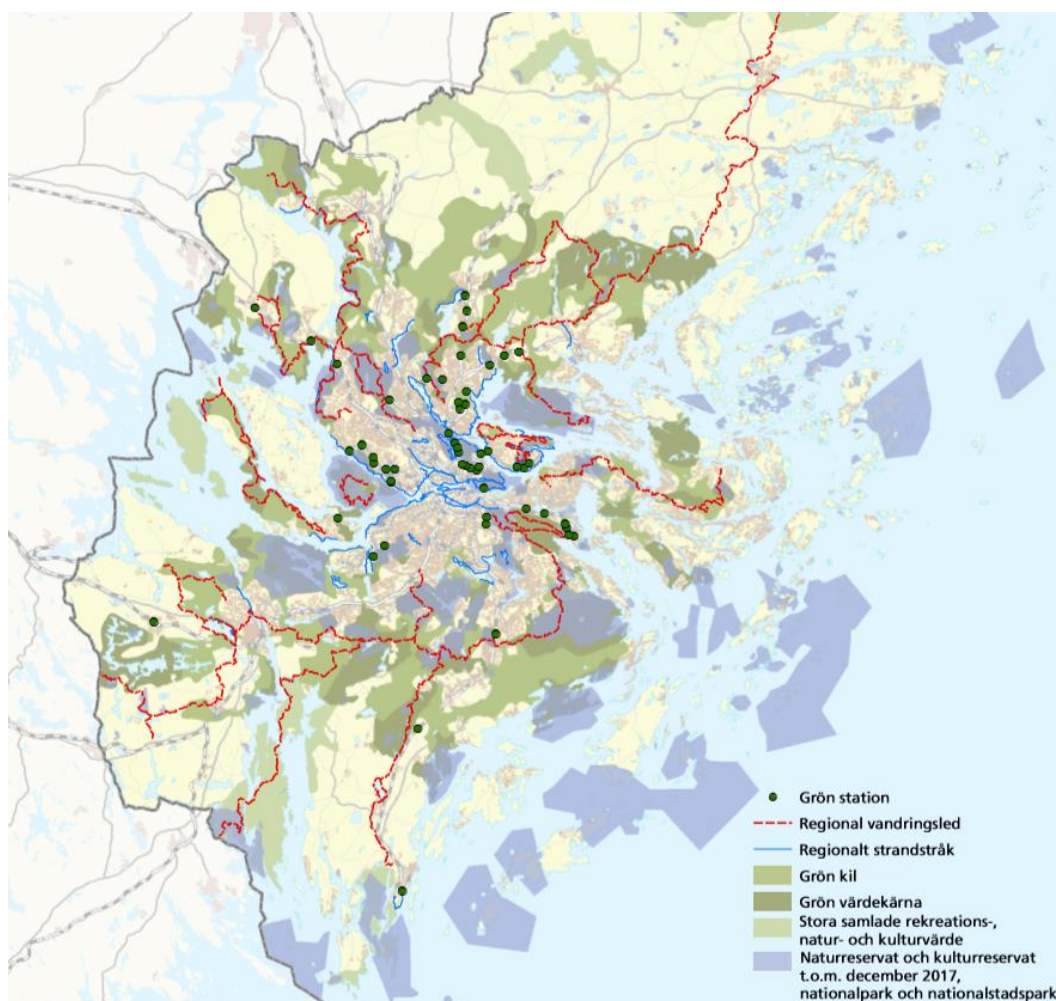 Grön station
Regional vandringsled
Regionalt strandstråk
Grön kil
Grön värdekärna
Stora samlade rekreations-,
natur- och kulturvärde
Naturreservat och kulturreservat
t.o.m. december 2017,
nationalpark och nationalstadspark